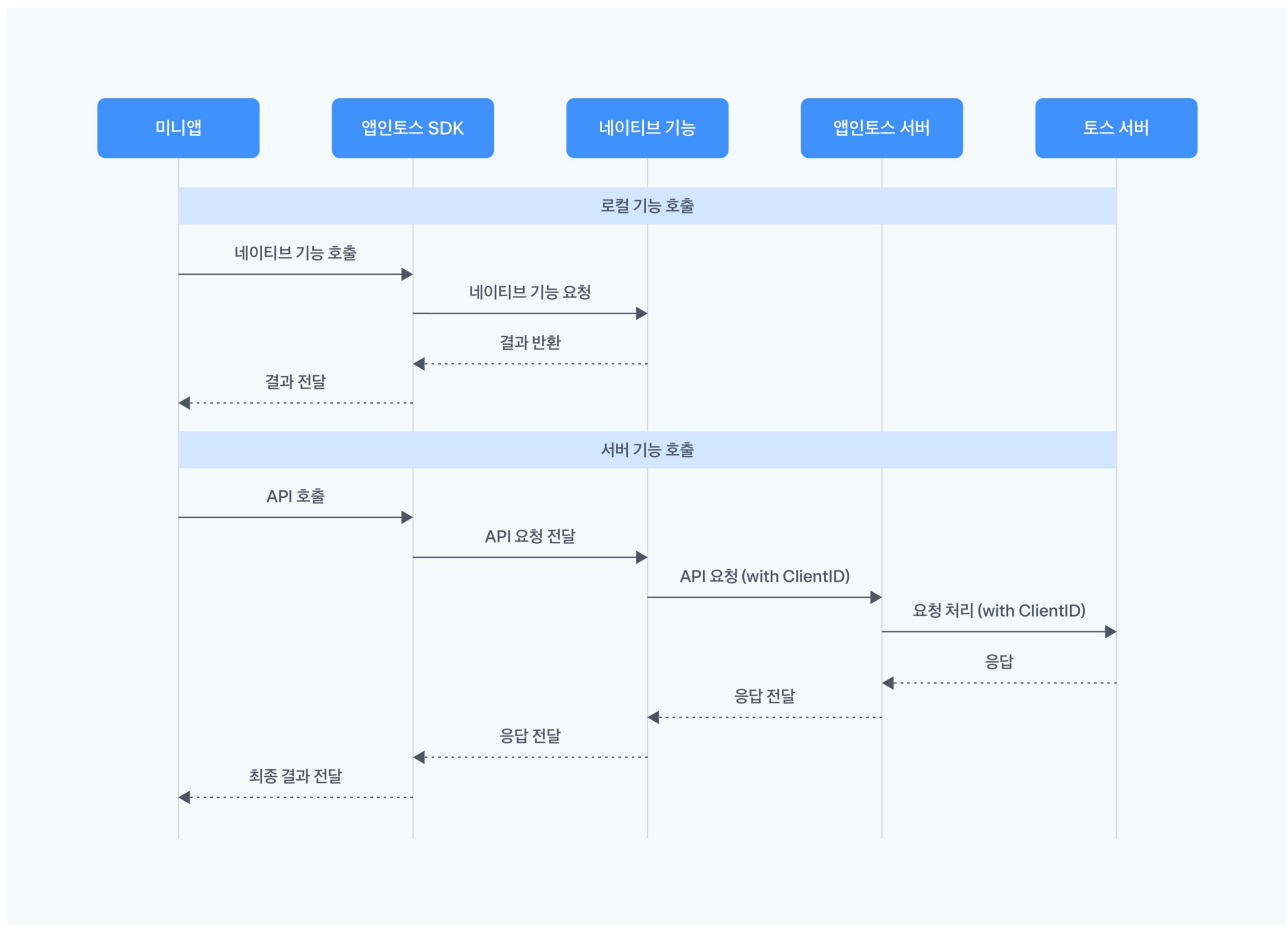 미니앱
앱인토스 SDK
네이티브 기능
앱인토스 서버
토스 서버
로컬 기능 호출
네이티브 기능 호출
네이티브 기능 요청
결과 반환
결과 전달
서버 기능 호출
API 호출
API 요청 전달
API 요청 (with ClientID)
요청 처리 (with ClientID)
응답
응답 전달
응답 전달
최종 결과 전달